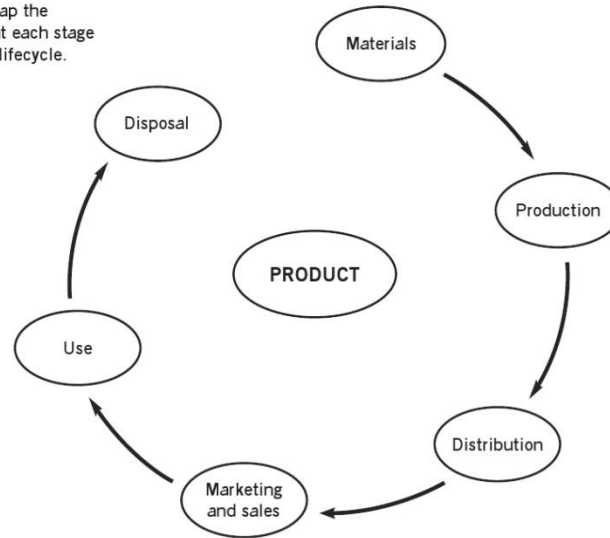 ap the
t each stage
lifecycle.
Materials
Disposal
Production
PRODUCT
Use
Distribution
Marketing
and sales